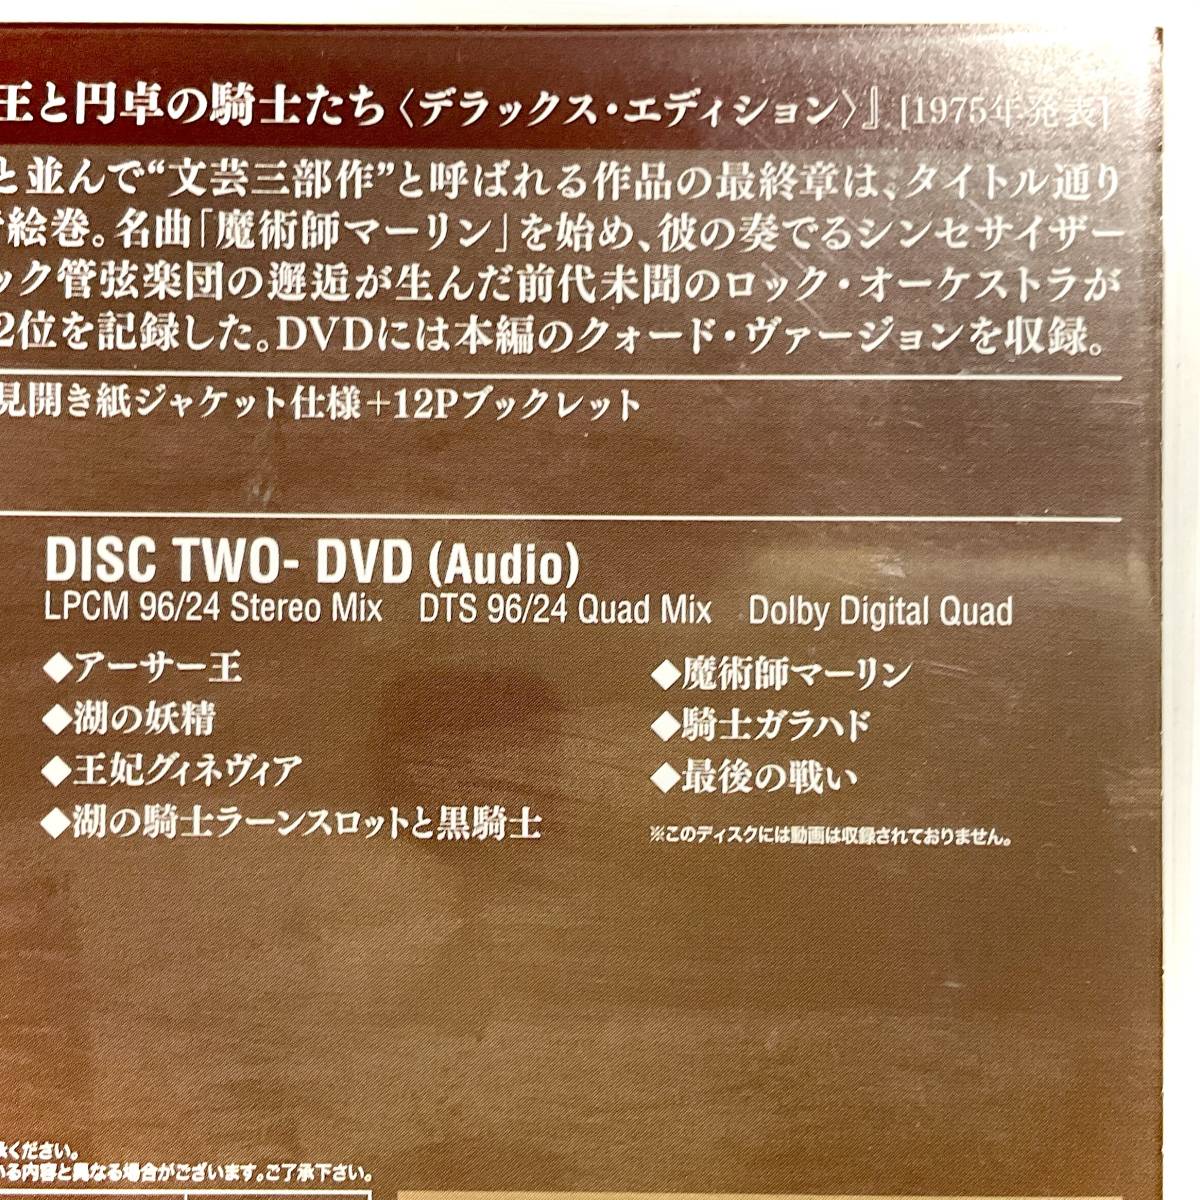 王と円卓の騎士たち〈デラックス・エディション〉』 [1975年発表]
と並んで“文芸三部作”と呼ばれる作品の最終章は、タイトル通り
絵巻。名曲「魔術師マーリン」を始め、彼の奏でるシンセサイザー
ック管弦楽団の邂逅が生んだ前代未聞のロック・オーケストラが
2位を記録した。DVDには本編のクォード・ヴァージョンを収録。
見開き紙ジャケット仕様+12Pブックレット
DISC TWO- DVD (Audio)
LPCM 96/24 Stereo Mix DTS 96/24 Quad Mix Dolby Digital Quad
◆アーサー王
◆湖の妖精
◆王妃グィネヴィア
◆湖の騎士ラーンスロットと黒騎士
◆魔術師マーリン
◆騎士ガラハド
◆最後の戦い
※このディスクには動画は収録されておりません。
承ください。
いる内容と異なる場合がございます。ご了承下さい。